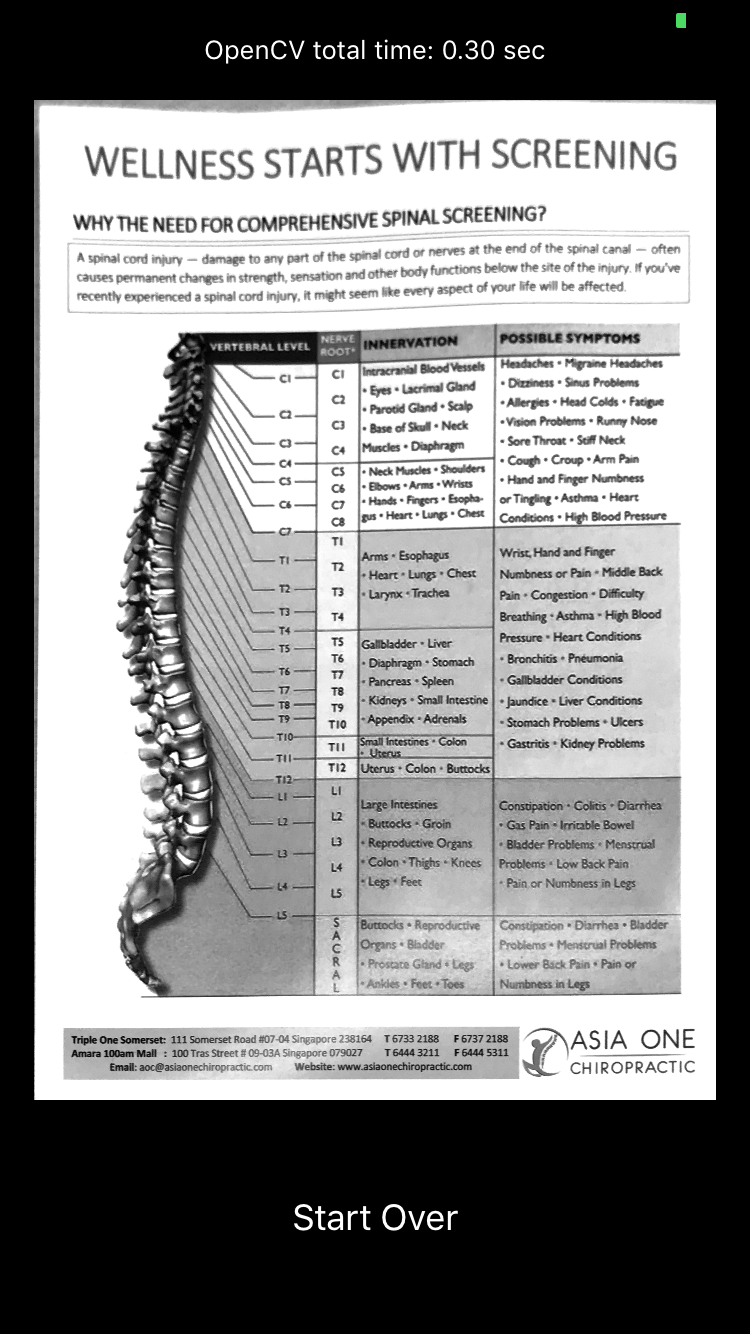 OpenCV total time: 0.30 sec
WELLNESS STARTS WITH SCREENING
WHY THE NEED FOR COMPREHENSIVE SPINAL SCREENING?
A spinal cord injury — damage to any part of the spinal cord or nerves at the end of the spinal canal — often
causes permanent changes in strength, sensation and other body functions below the site of the injury. If you've
recently experienced a spinal cord injury, it might seem like every aspect of your life will be affected.
VERTEBRAL LEVEL
C1
C2
C3
C4
C5
C6
C7
T1
T2
T3
T4
T5
T6
T7
T8
T9
T10
T11
T12
L1
L2
L3
L4
L5
NERVE
ROOT*
C1
C2
C3
C4
C5
C6
C7
C8
T1
T2
T3
T4
T5
T6
T7
T8
T9
T10
T11
T12
L1
L2
L3
L4
L5
S
A
C
R
A
L
INNERVATION
Intracranial Blood Vessels
• Eyes • Lacrimal Gland
• Parotid Gland • Scalp
• Base of Skull • Neck
Muscles • Diaphragm
• Neck Muscles • Shoulders
• Elbows • Arms • Wrists
• Hands • Fingers • Esopha-
gus • Heart • Lungs • Chest
Arms • Esophagus
• Heart • Lungs • Chest
• Larynx • Trachea
Gallbladder • Liver
• Diaphragm • Stomach
• Pancreas • Spleen
• Kidneys • Small Intestine
• Appendix • Adrenals
Small Intestines • Colon
• Uterus
Uterus • Colon • Buttocks
Large Intestines
• Buttocks • Groin
• Reproductive Organs
• Colon • Thighs • Knees
• Legs • Feet
Buttocks • Reproductive
Organs • Bladder
• Prostate Gland • Legs
• Ankles • Feet • Toes
POSSIBLE SYMPTOMS
Headaches • Migraine Headaches
• Dizziness • Sinus Problems
• Allergies • Head Colds • Fatigue
• Vision Problems • Runny Nose
• Sore Throat • Stiff Neck
• Cough • Croup • Arm Pain
• Hand and Finger Numbness
or Tingling • Asthma • Heart
Conditions • High Blood Pressure
Wrist, Hand and Finger
Numbness or Pain • Middle Back
Pain • Congestion • Difficulty
Breathing • Asthma • High Blood
Pressure • Heart Conditions
• Bronchitis • Pneumonia
• Gallbladder Conditions
• Jaundice • Liver Conditions
• Stomach Problems • Ulcers
• Gastritis • Kidney Problems
Constipation • Colitis • Diarrhea
• Gas Pain • Irritable Bowel
• Bladder Problems • Menstrual
Problems • Low Back Pain
• Pain or Numbness in Legs
Constipation • Diarrhea • Bladder
Problems • Menstrual Problems
• Lower Back Pain • Pain or
Numbness in Legs
Triple One Somerset: 111 Somerset Road #07-04 Singapore 238164 T 6733 2188 F 6737 2188
Amara 100am Mall : 100 Tras Street # 09-03A Singapore 079027 T 6444 3211 F 6444 5311
Email: aoc@asiaonechiropractic.com Website: www.asiaonechiropractic.com
ASIA ONE
CHIROPRACTIC
Start Over